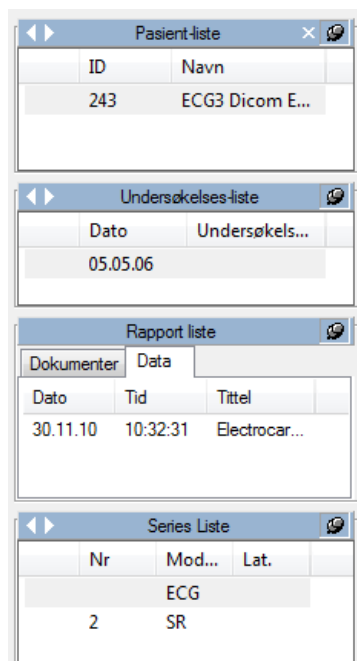 Pasient-liste
ID Navn
243 ECG3 Dicom E...
Undersøkelses-liste
Dato Undersøkels...
05.05.06
Rapport liste
Dokumenter Data
Dato Tid Tittel
30.11.10 10:32:31 Electrocar...
Series Liste
Nr Mod... Lat.
ECG
2 SR